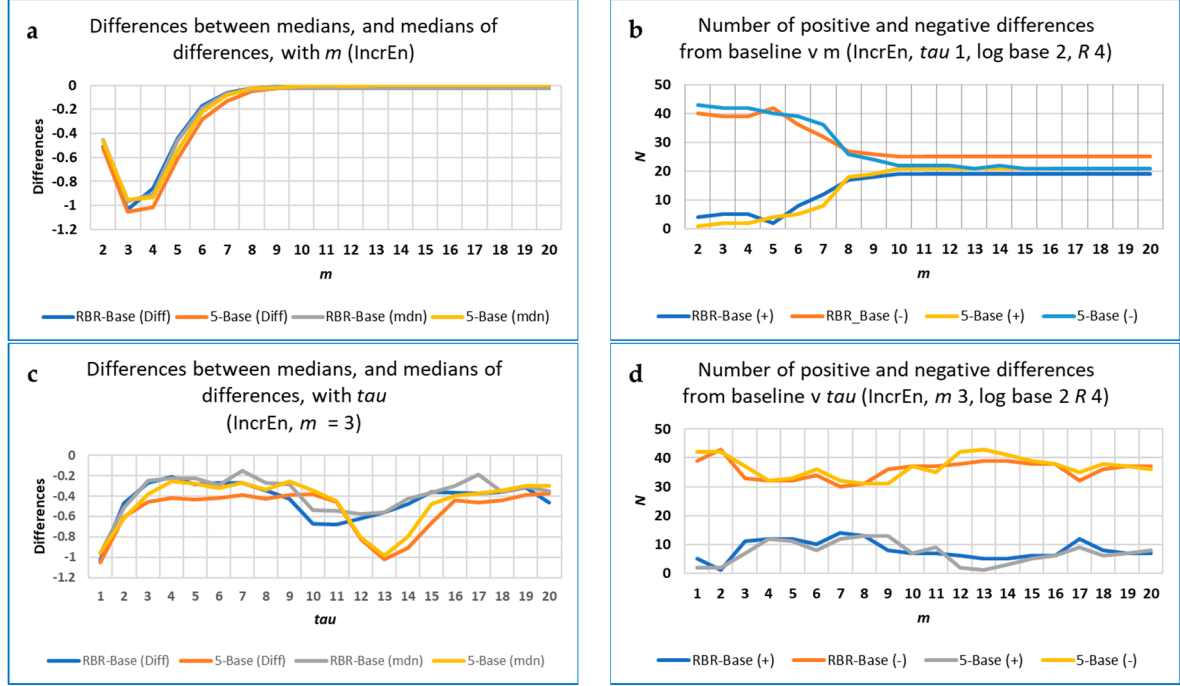 a
Differences between medians, and medians of
differences, with m (IncrEn)
0
-0.2
-0.4
-0.6
-0.8
-1
-1.2
Differences
2 3 4 5 6 7 8 9 10 11 12 13 14 15 16 17 18 19 20
m
RBR-Base (Diff) 5-Base (Diff) RBR-Base (mdn) 5-Base (mdn)
b
Number of positive and negative differences
from baseline v m (IncrEn, tau 1, log base 2, R 4)
50
40
30
20
10
0
N
2 3 4 5 6 7 8 9 10 11 12 13 14 15 16 17 18 19 20
m
RBR-Base (+) RBR_Base (-) 5-Base (+) 5-Base (-)
c
Differences between medians, and medians of
differences, with tau
(IncrEn, m = 3)
0
-0.2
-0.4
-0.6
-0.8
-1
-1.2
Differences
1 2 3 4 5 6 7 8 9 10 11 12 13 14 15 16 17 18 19 20
tau
RBR-Base (Diff) 5-Base (Diff) RBR-Base (mdn) 5-Base (mdn)
d
Number of positive and negative differences
from baseline v tau (IncrEn, m 3, log base 2 R 4)
50
40
30
20
10
0
N
1 2 3 4 5 6 7 8 9 10 11 12 13 14 15 16 17 18 19 20
m
RBR-Base (+) RBR-Base (-) 5-Base (+) 5-Base (-)